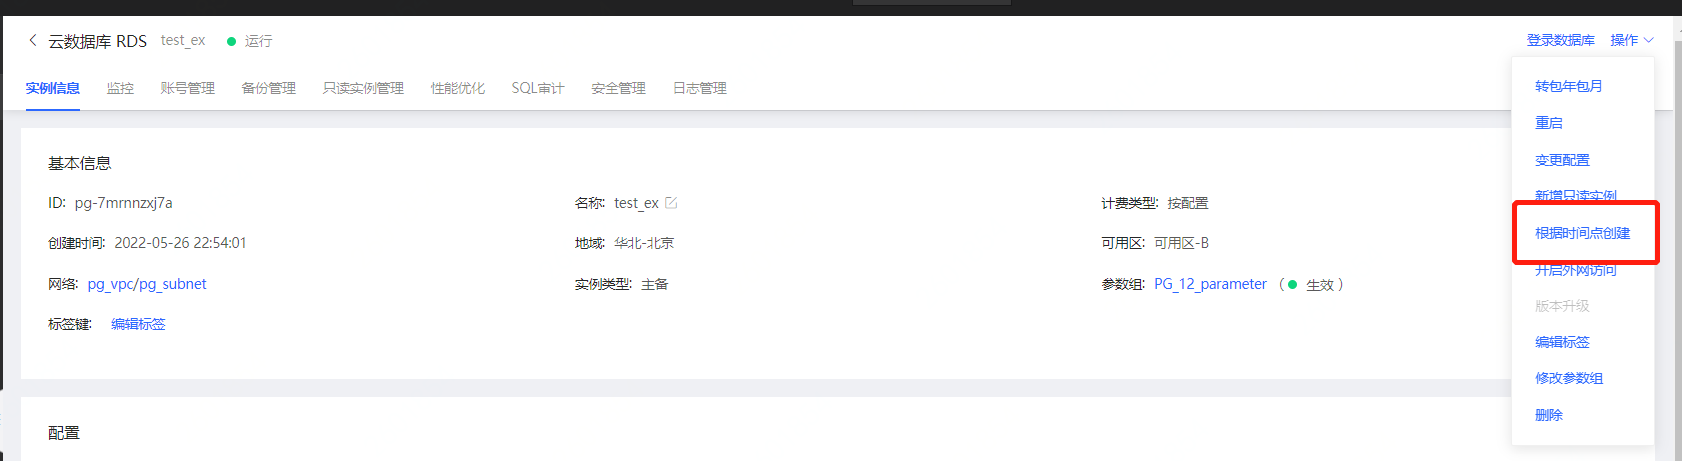 云数据库 RDS test_ex 运行 登录数据库 操作
实例信息 监控 账号管理 备份管理 只读实例管理 性能优化 SQL审计 安全管理 日志管理
转包年包月
重启
变更配置
新增只读实例
根据时间点创建
开启外网访问
版本升级
编辑标签
修改参数组
删除
基本信息
ID: pg-7mrnnzxj7a 名称: test_ex 计费类型: 按配置
创建时间: 2022-05-26 22:54:01 地域: 华北-北京 可用区: 可用区-B
网络: pg_vpc/pg_subnet 实例类型: 主备 参数组: PG_12_parameter （ 生效 ）
标签键: 编辑标签
配置